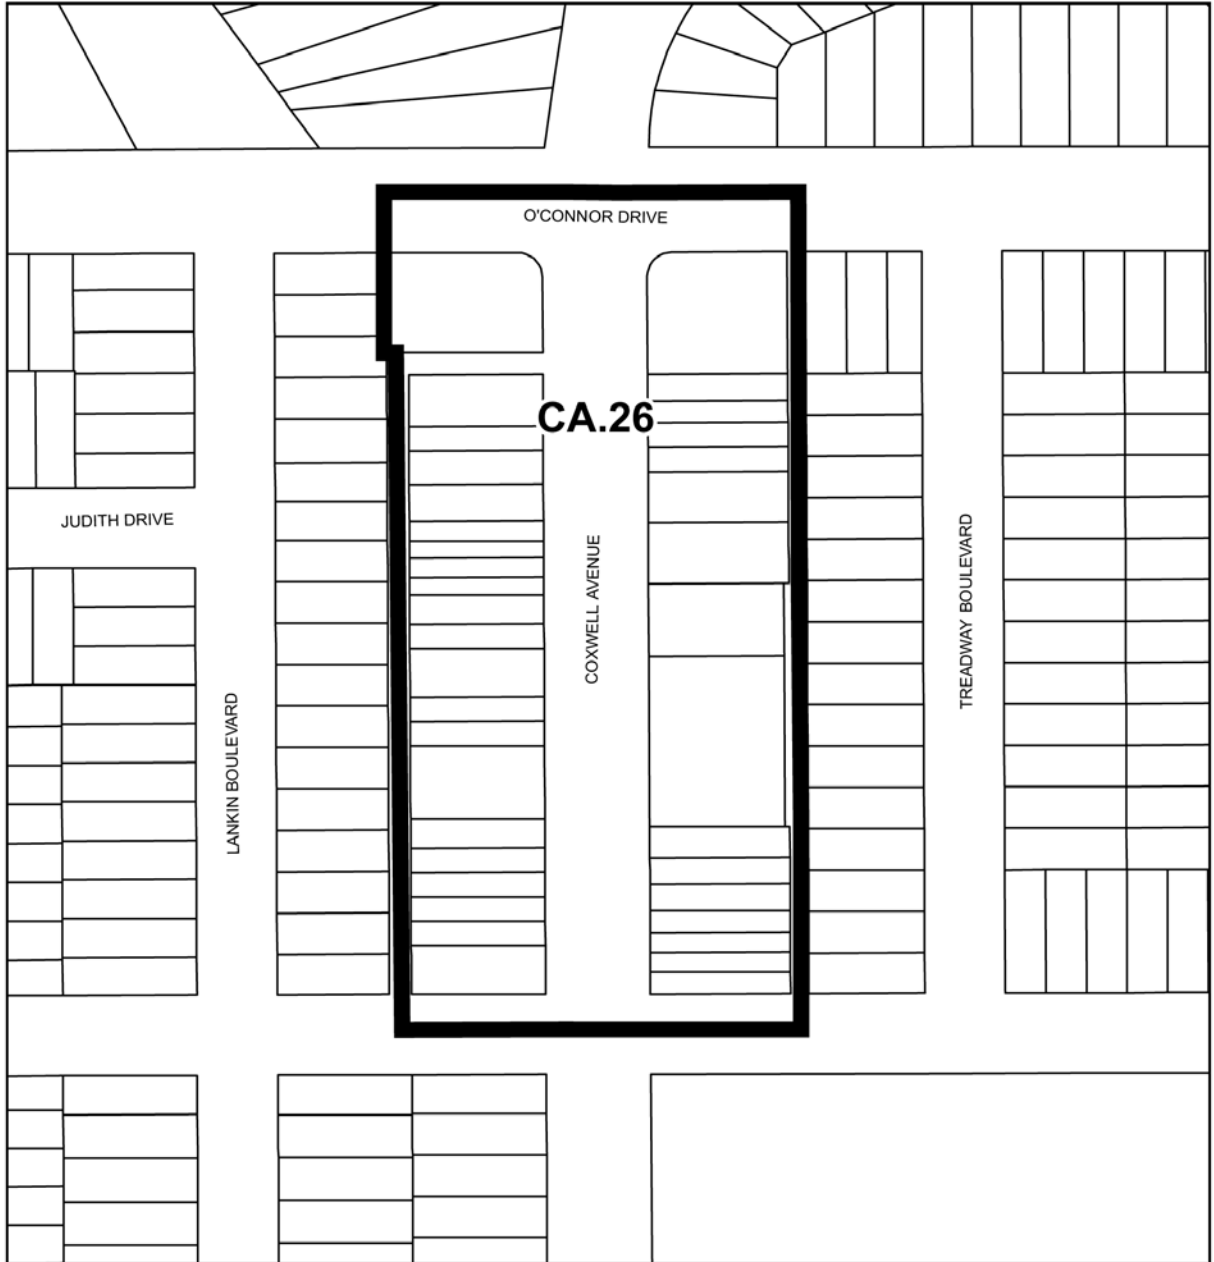 O'CONNOR DRIVE
CA.26
JUDITH DRIVE
COXWELL AVENUE
TREADWAY BOULEVARD
LANKIN BOULEVARD